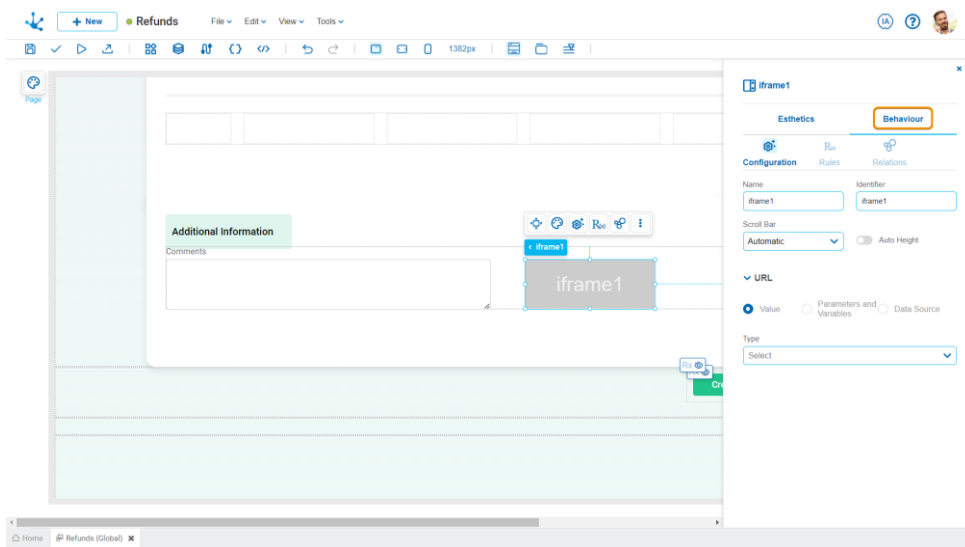 + New
Refunds
File
Edit
View
Tools
IA
?
1382px
Page
iframe1
Esthetics
Behaviour
Configuration
Rules
Relations
Name
Identifier
iframe1
iframe1
Scroll Bar
Automatic
Auto Height
URL
Value
Parameters and
Variables
Data Source
Type
Select
Additional Information
Comments
R(x)
< iframe1
iframe1
Rx
Cre
Home
Refunds (Global)